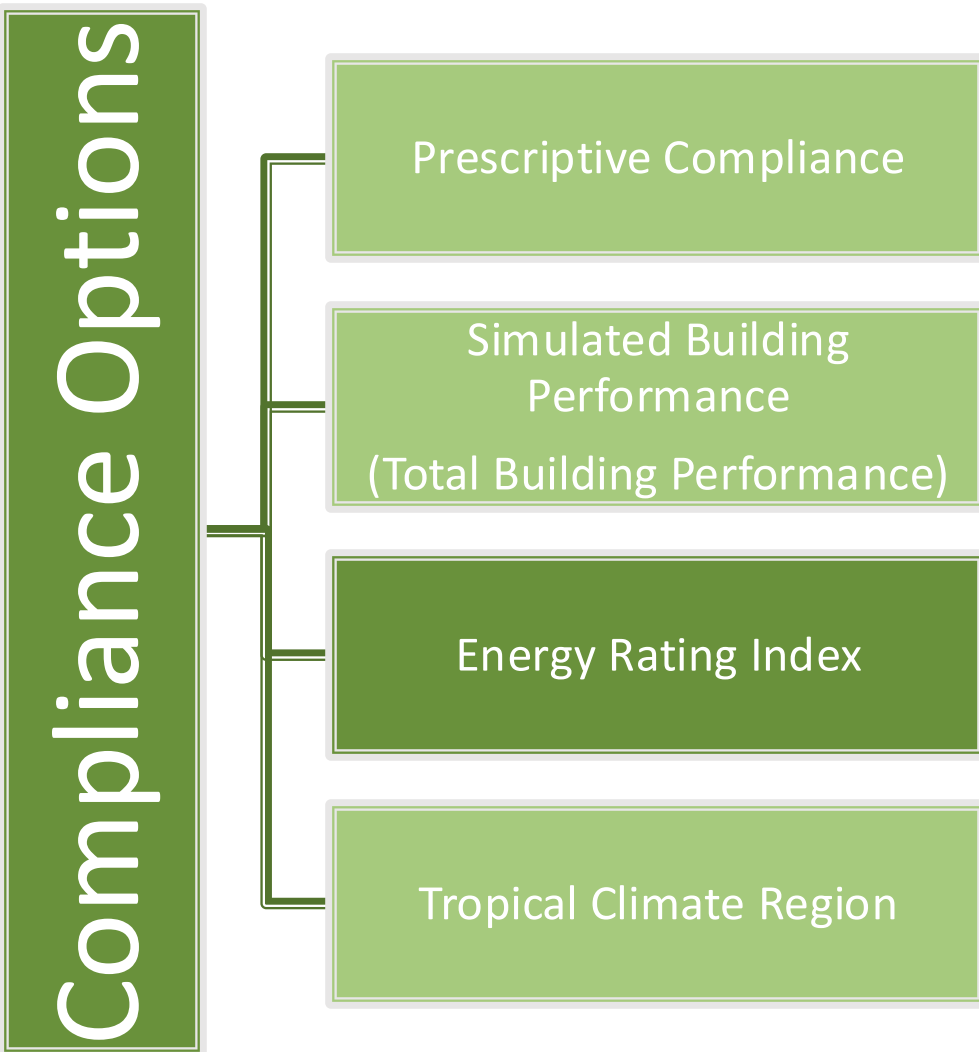 Compliance Options
Prescriptive Compliance
Simulated Building
Performance
(Total Building Performance)
Energy Rating Index
Tropical Climate Region